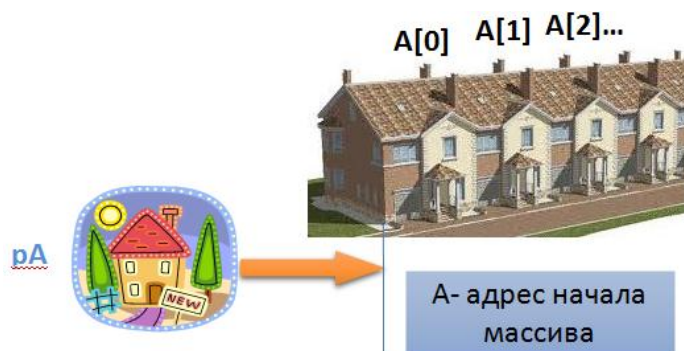 A[0] A[1] A[2]...
pA
NEW
A- адрес начала
массива